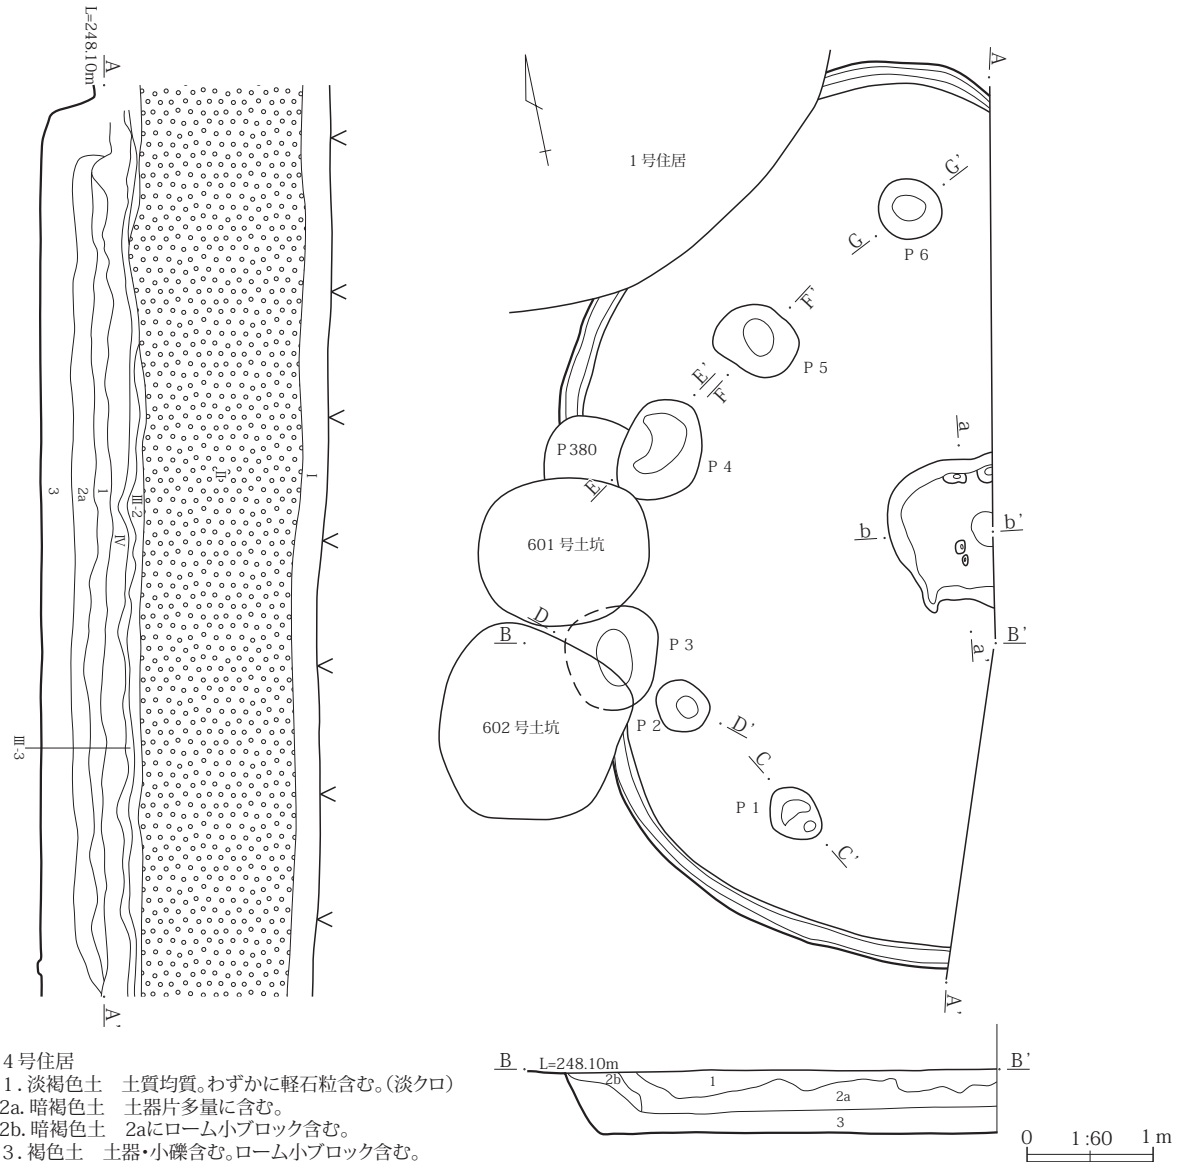 L=248.10m
A
3
2a
1
Ⅳ
Ⅲ-2
Ⅱ
Ⅰ
Ⅲ-3
A'
1号住居
A
G'
G
P 6
F'
P 5
E'
F
P380
P 4
E
601号土坑
a
b
b'
D
B
P 3
B'
a'
602号土坑
P 2
D'
C
P 1
C'
A'
B
L=248.10m
B'
2b
1
2a
3
4号住居
1. 淡褐色土 土質均質。わずかに軽石粒含む。(淡クロ)
2a. 暗褐色土 土器片多量に含む。
2b. 暗褐色土 2aにローム小ブロック含む。
3. 褐色土 土器・小礫含む。ローム小ブロック含む。
0 1:60 1m